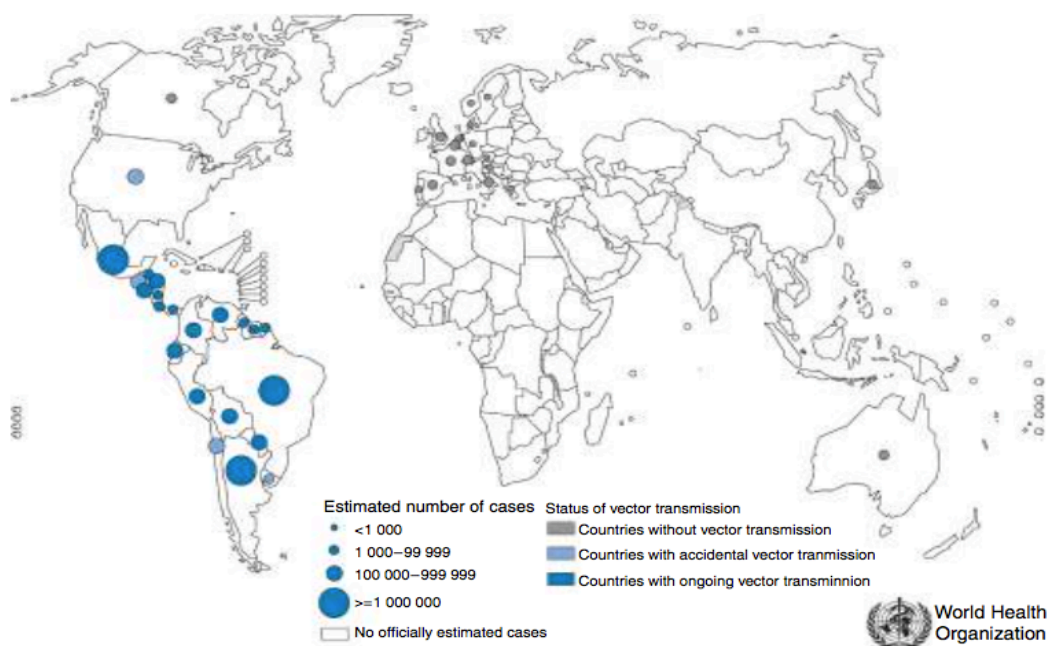 Estimated number of cases
<1 000
1 000−99 999
100 000−999 999
>=1 000 000
No officially estimated cases
Status of vector transmission
Countries without vector transmission
Countries with accidental vector tranmission
Countries with ongoing vector transminnion
World Health
Organization